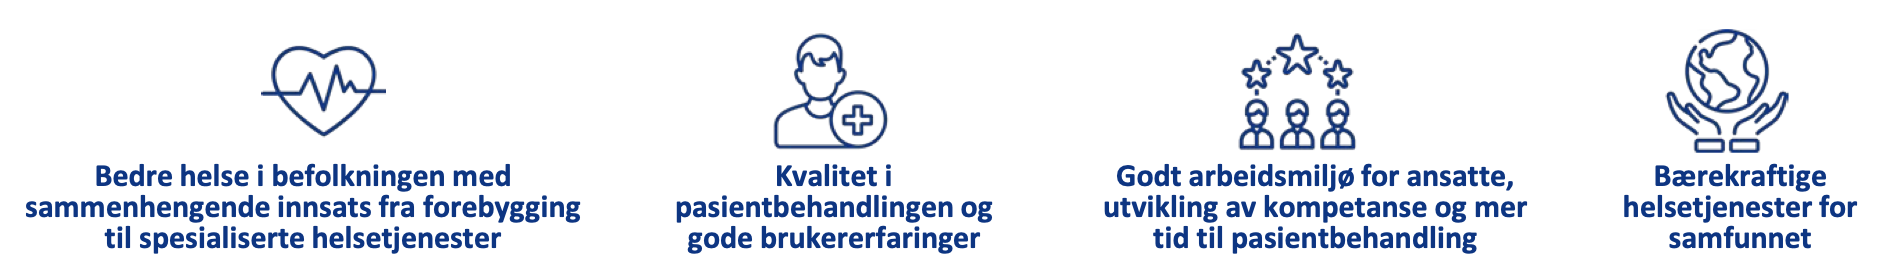 Bedre helse i befolkningen med
sammenhengende innsats fra forebygging
til spesialiserte helsetjenester
Kvalitet i
pasientbehandlingen og
gode brukererfaringer
Godt arbeidsmiljø for ansatte,
utvikling av kompetanse og mer
tid til pasientbehandling
Bærekraftige
helsetjenester for
samfunnet